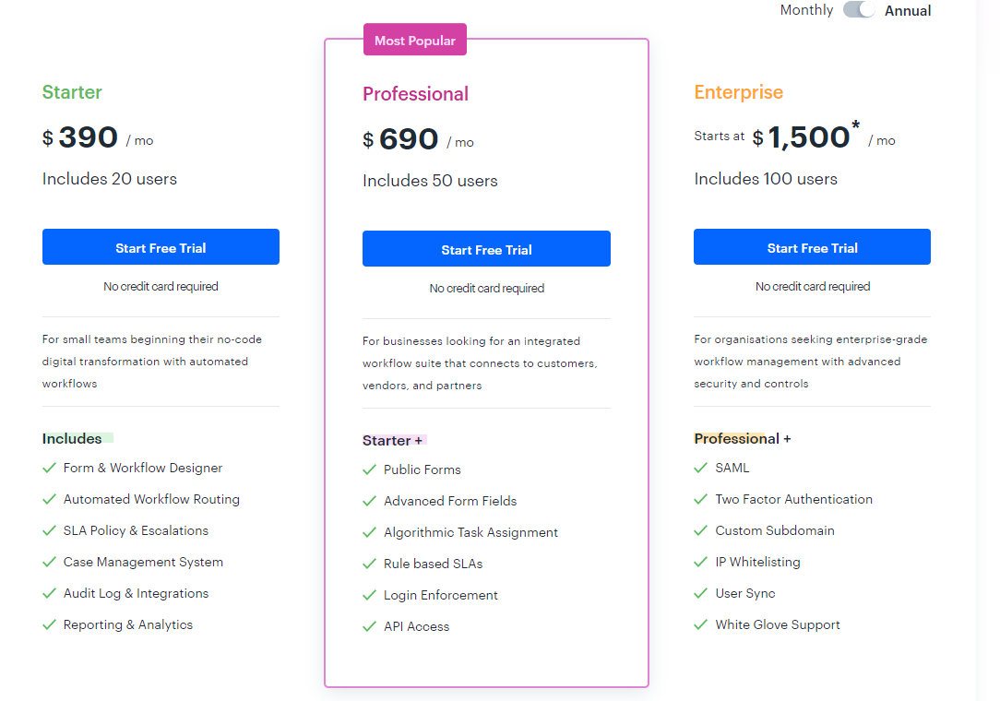 Monthly Annual
Most Popular
Starter
$ 390 / mo
Includes 20 users
Start Free Trial
No credit card required
For small teams beginning their no-code
digital transformation with automated
workflows
Includes
Form & Workflow Designer
Automated Workflow Routing
SLA Policy & Escalations
Case Management System
Audit Log & Integrations
Reporting & Analytics
Professional
$ 690 / mo
Includes 50 users
Start Free Trial
No credit card required
For businesses looking for an integrated
workflow suite that connects to customers,
vendors, and partners
Starter +
Public Forms
Advanced Form Fields
Algorithmic Task Assignment
Rule based SLAs
Login Enforcement
API Access
Enterprise
Starts at $ 1,500* / mo
Includes 100 users
Start Free Trial
No credit card required
For organisations seeking enterprise-grade
workflow management with advanced
security and controls
Professional +
SAML
Two Factor Authentication
Custom Subdomain
IP Whitelisting
User Sync
White Glove Support